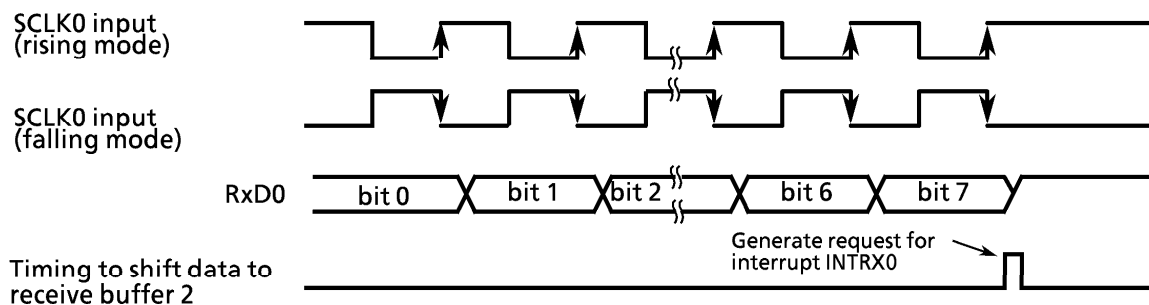 SCLK0 input
(rising mode)
SCLK0 input
(falling mode)
RxD0
bit 0
bit 1
bit 2
bit 6
bit 7
Generate request for
interrupt INTRX0
Timing to shift data to
receive buffer 2